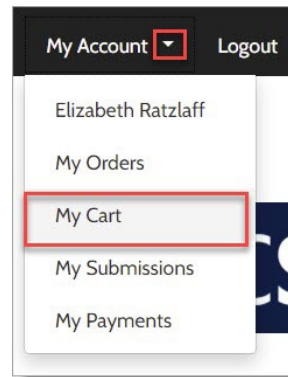 My Account Logout
Elizabeth Ratzlaff
My Orders
My Cart
My Submissions
My Payments